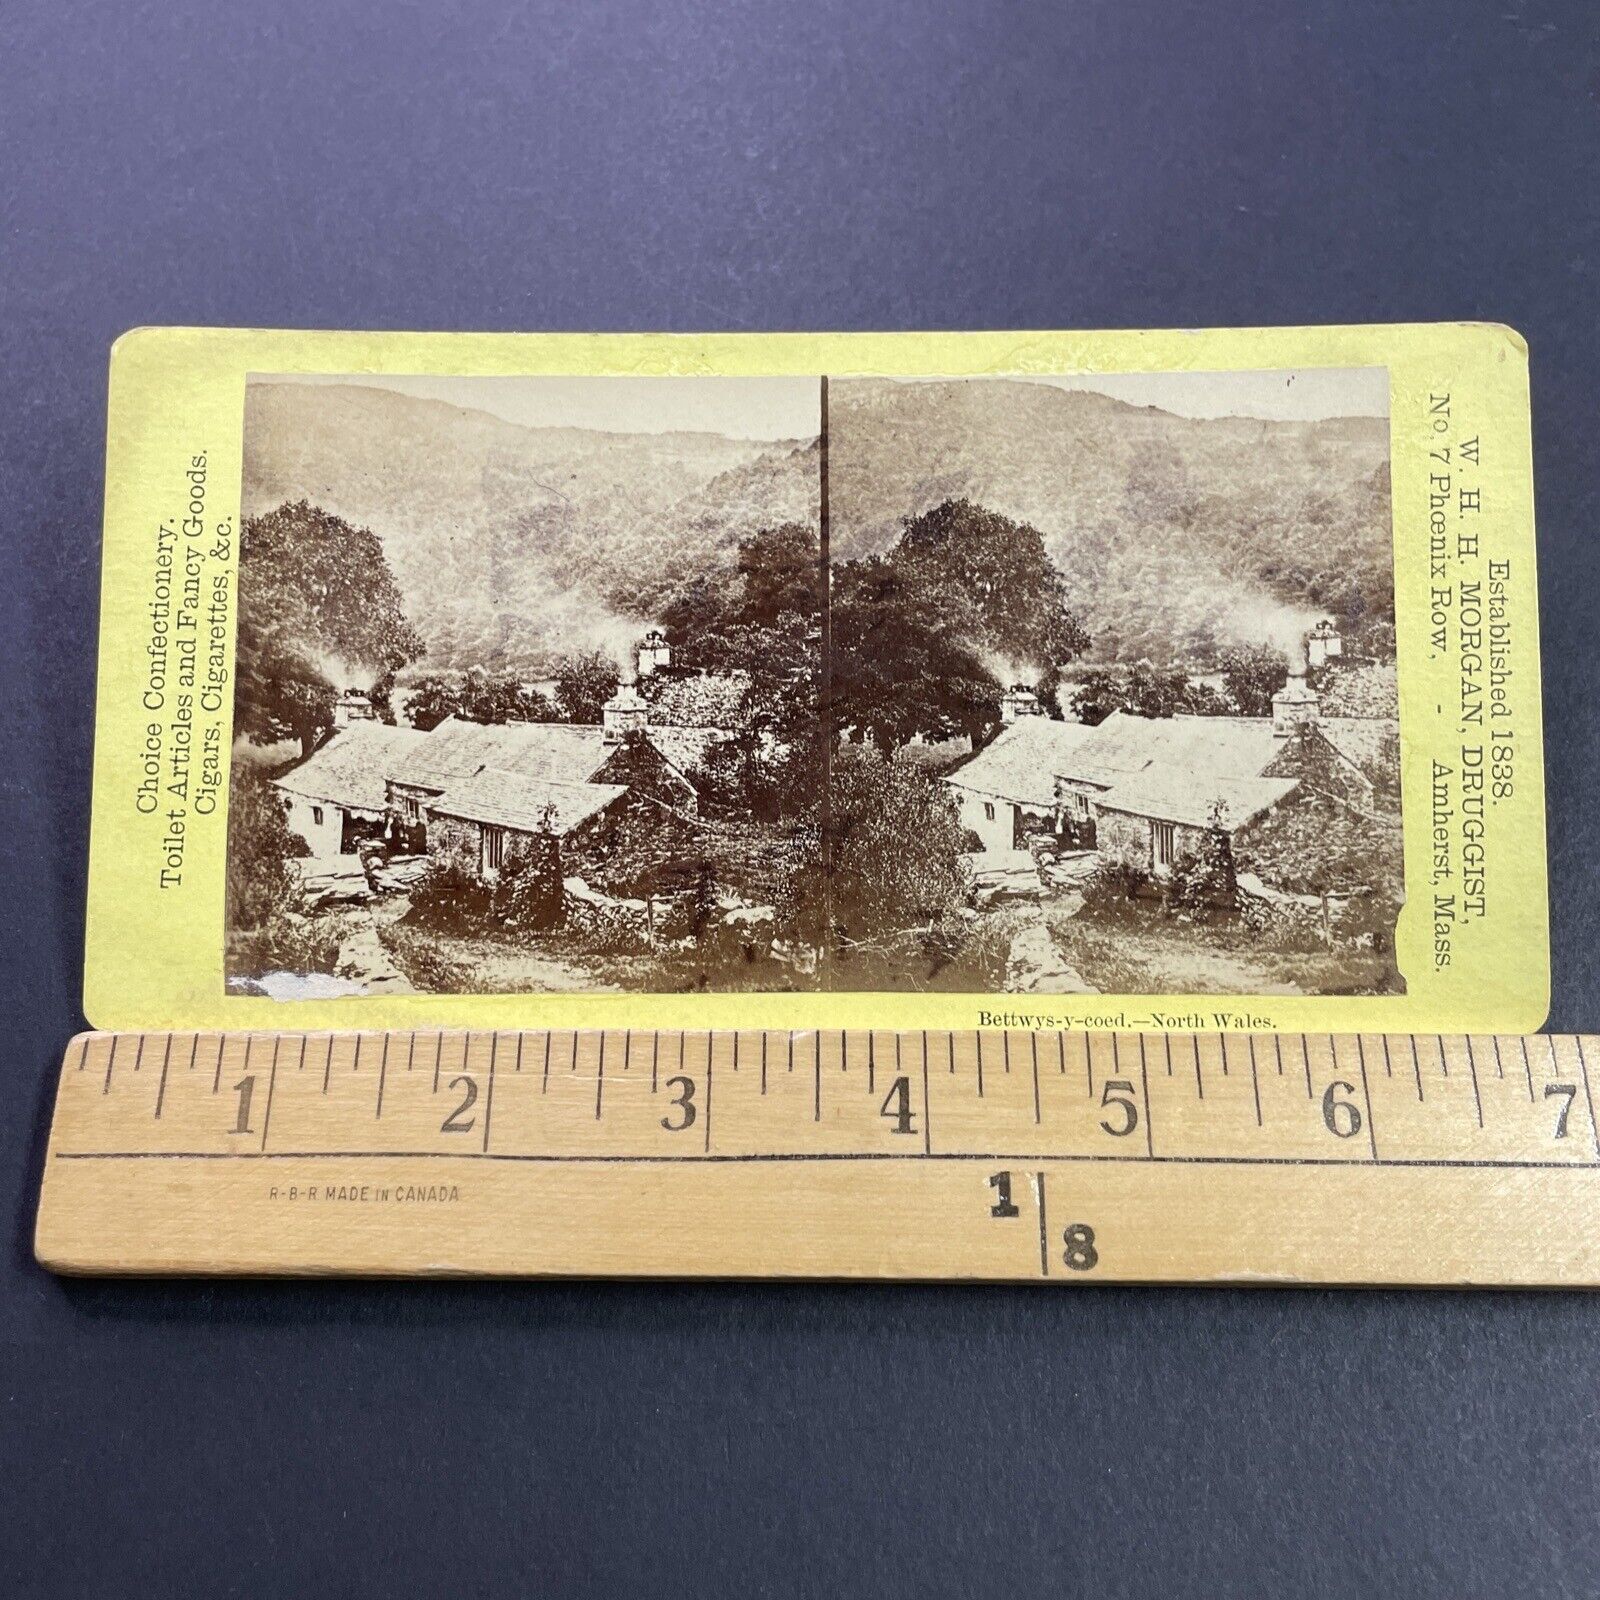 Choice Confectionery.
Toilet Articles and Fancy Goods.
Cigars, Cigarettes, &c.
Established 1838.
W. H. H. MORGAN, DRUGGIST,
No, 7 Phœnix Row, - Amherst, Mass.
Bettwys-y-coed.—North Wales.
1 2 3 4 5 6 7
R-B-R MADE IN CANADA
1
8